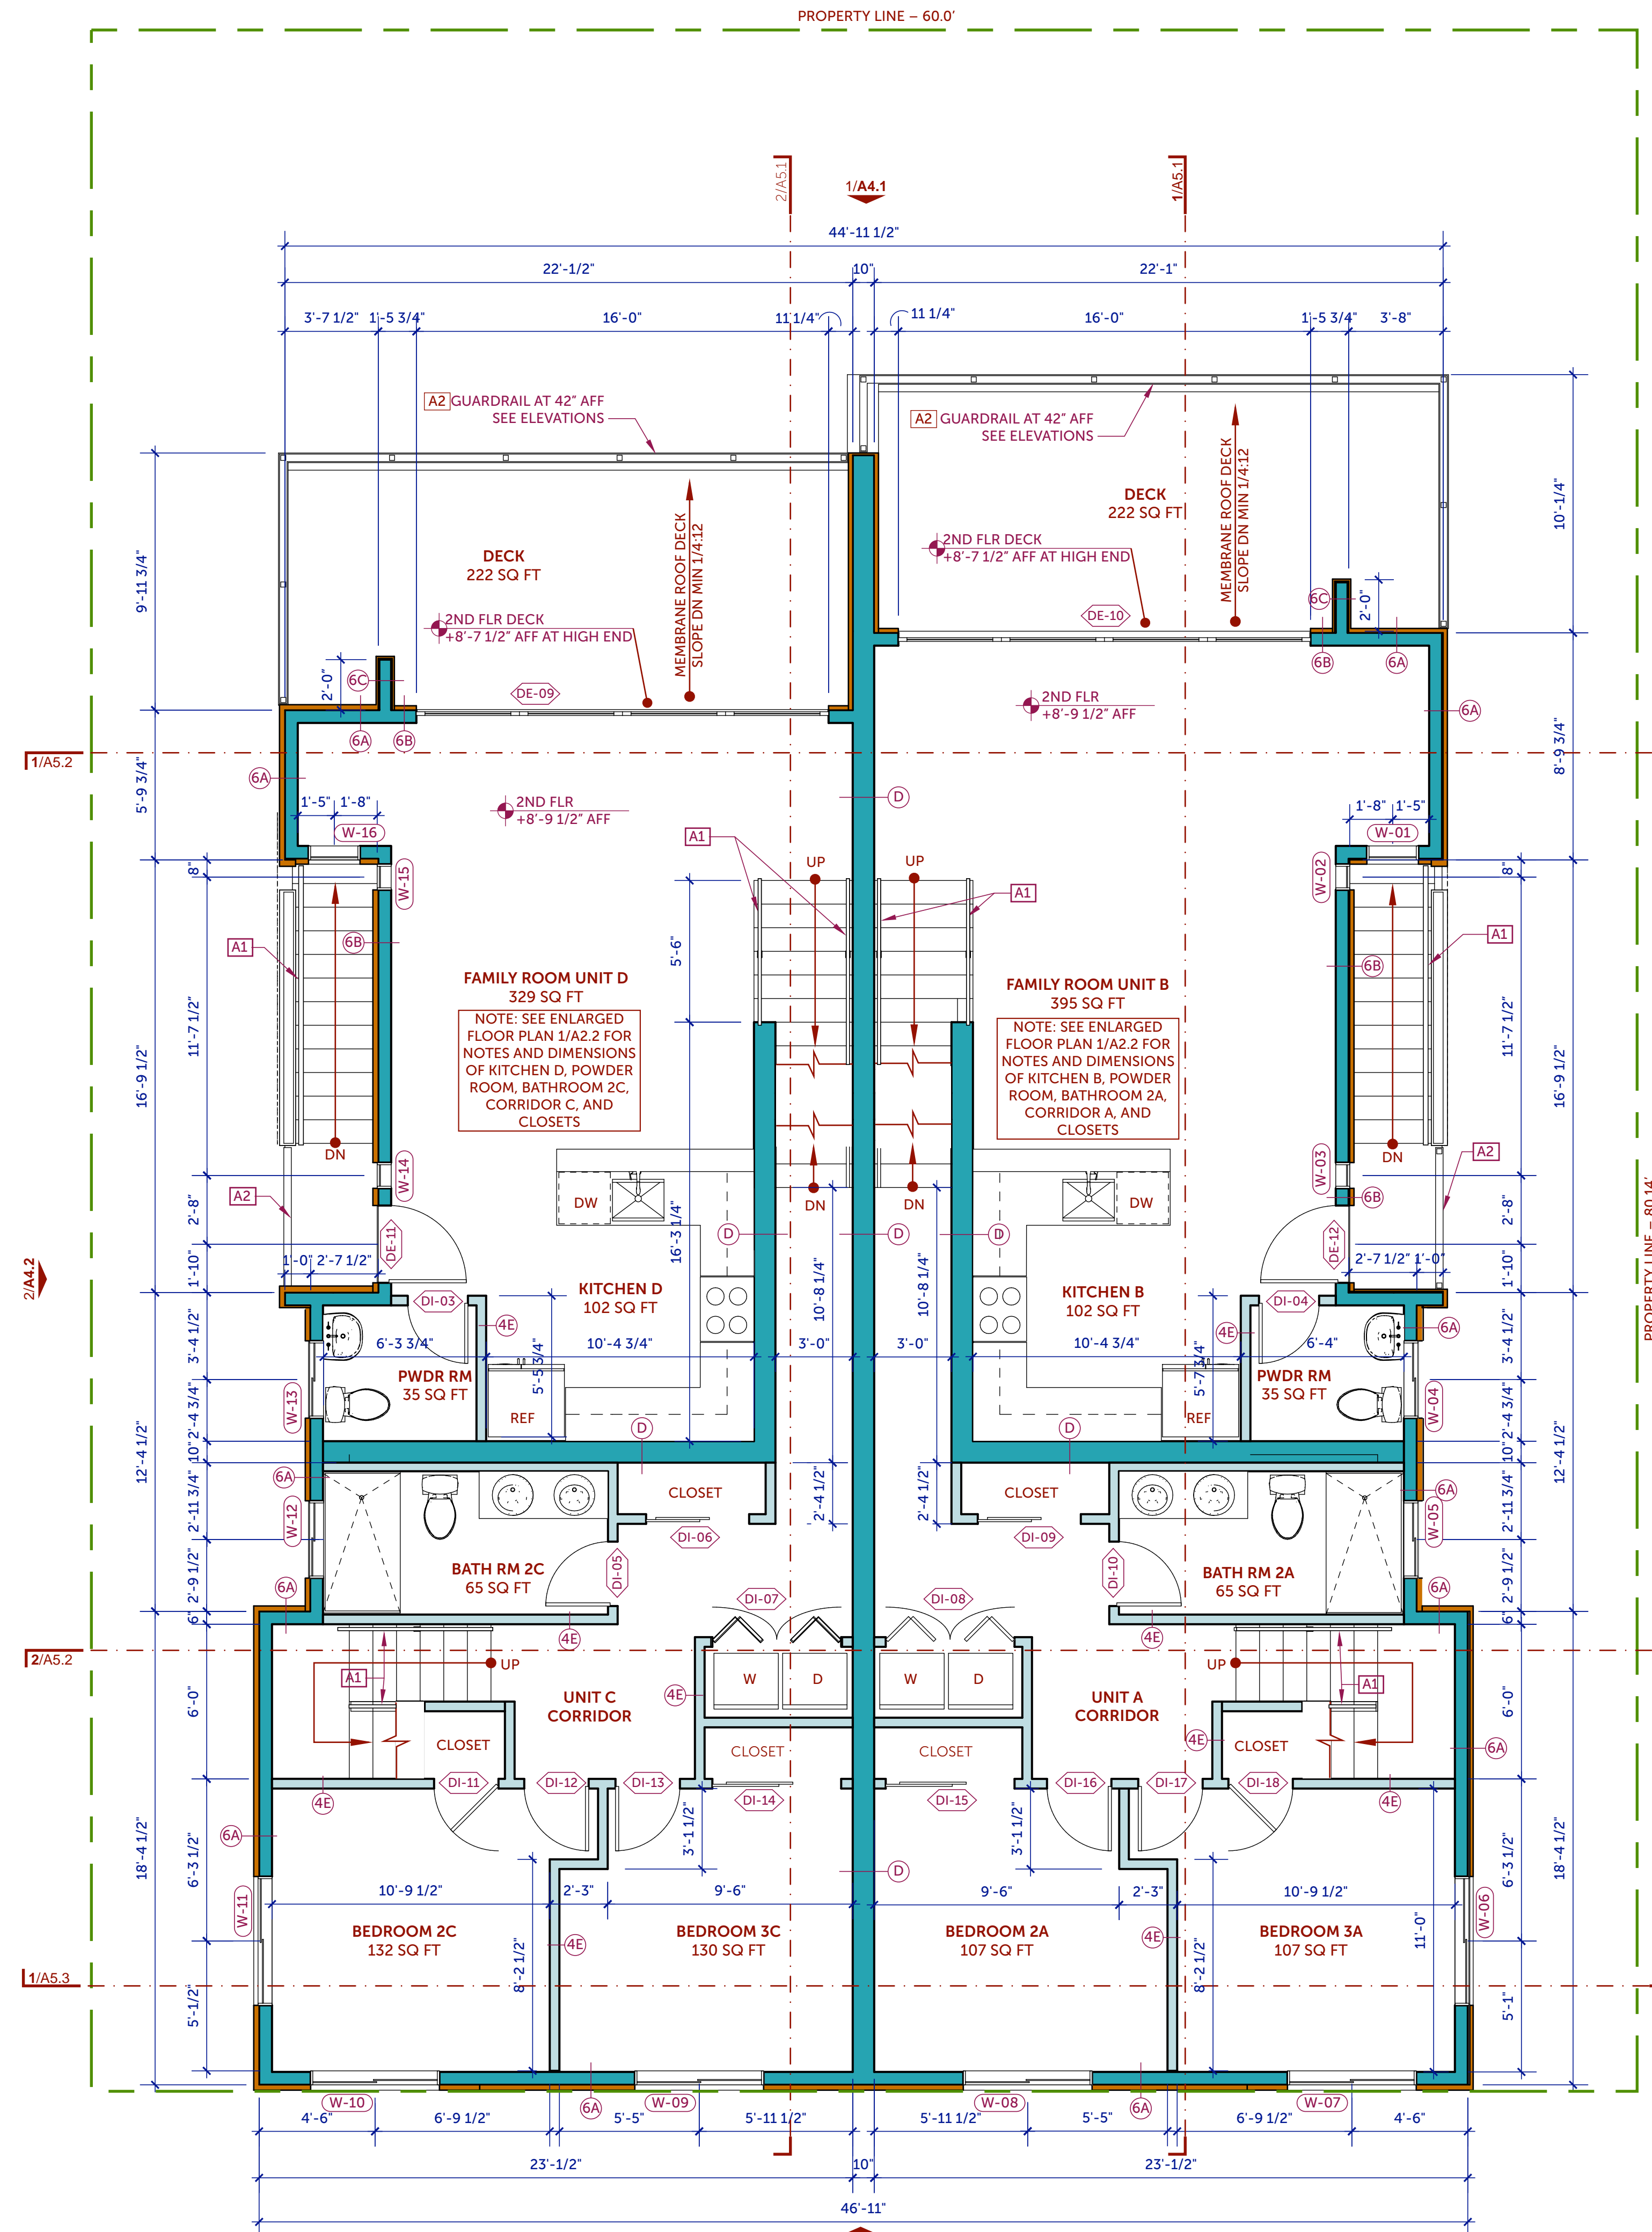 PROPERTY LINE – 60.0’
2/A5.1
1/A4.1
1/A5.1
44'-11 1/2"
22'-1/2"
10"
22'-1"
3'-7 1/2"
1'-5 3/4"
16'-0"
11 1/4"
11 1/4"
16'-0"
1'-5 3/4"
3'-8"
A2 GUARDRAIL AT 42” AFF
SEE ELEVATIONS
A2 GUARDRAIL AT 42” AFF
SEE ELEVATIONS
DECK
222 SQ FT
MEMBRANE ROOF DECK
SLOPE DN MIN 1/4:12
2ND FLR DECK
+8’-7 1/2” AFF AT HIGH END
10'-1/4"
9'-11 3/4"
DECK
222 SQ FT
MEMBRANE ROOF DECK
SLOPE DN MIN 1/4:12
2ND FLR DECK
+8’-7 1/2” AFF AT HIGH END
DE-10
6C
2'-0"
6B
6A
2'-0"
6C
DE-09
6A
6B
2ND FLR
+8’-9 1/2” AFF
6A
1/A5.2
5'-9 3/4"
8'-9 3/4"
6A
1'-5"
1'-8"
W-16
2ND FLR
+8’-9 1/2” AFF
D
1'-8"
1'-5"
W-01
A1
UP
UP
8"
W-15
W-02
8"
A1
A1
6B
5'-6"
6B
A1
FAMILY ROOM UNIT D
329 SQ FT
NOTE: SEE ENLARGED
FLOOR PLAN 1/A2.2 FOR
NOTES AND DIMENSIONS
OF KITCHEN D, POWDER
ROOM, BATHROOM 2C,
CORRIDOR C, AND
CLOSETS
FAMILY ROOM UNIT B
395 SQ FT
NOTE: SEE ENLARGED
FLOOR PLAN 1/A2.2 FOR
NOTES AND DIMENSIONS
OF KITCHEN B, POWDER
ROOM, BATHROOM 2A,
CORRIDOR A, AND
CLOSETS
16'-9 1/2"
11'-7 1/2"
11'-7 1/2"
16'-9 1/2"
DN
W-14
W-03
DN
A2
A2
DW
DN
DN
DW
6B
2'-8"
2'-8"
DE-11
16'-3 1/4"
D
D
D
DE-12
PROPERTY LINE – 80.14’
2/A4.2
1'-10"
1'-0"
2'-7 1/2"
2'-7 1/2"
1'-0"
1'-10"
DI-03
KITCHEN D
102 SQ FT
10'-8 1/4"
10'-8 1/4"
KITCHEN B
102 SQ FT
DI-04
3'-4 1/2"
6'-3 3/4"
4E
10'-4 3/4"
3'-0"
3'-0"
10'-4 3/4"
4E
6'-4"
6A
3'-4 1/2"
5'-5 3/4"
5'-7 3/4"
PWDR RM
35 SQ FT
PWDR RM
35 SQ FT
W-13
REF
REF
W-04
2'-4 3/4"
2'-4 3/4"
D
D
12'-4 1/2"
10"
10"
12'-4 1/2"
6A
CLOSET
CLOSET
6A
2'-11 3/4"
W-12
2'-4 1/2"
2'-4 1/2"
W-05
2'-11 3/4"
DI-06
DI-09
BATH RM 2C
65 SQ FT
DI-05
DI-10
BATH RM 2A
65 SQ FT
2'-9 1/2"
6A
DI-07
DI-08
6A
2'-9 1/2"
6"
4E
4E
6"
2/A5.2
A1
UP
W
D
W
D
UP
A1
6'-0"
UNIT C
CORRIDOR
4E
UNIT A
CORRIDOR
6'-0"
CLOSET
CLOSET
CLOSET
4E
CLOSET
6A
4E
DI-11
DI-12
DI-13
DI-14
DI-15
DI-16
DI-17
DI-18
4E
6A
3'-1 1/2"
3'-1 1/2"
18'-4 1/2"
6'-3 1/2"
D
6'-3 1/2"
18'-4 1/2"
W-11
10'-9 1/2"
2'-3"
9'-6"
9'-6"
2'-3"
10'-9 1/2"
W-06
BEDROOM 2C
132 SQ FT
4E
BEDROOM 3C
130 SQ FT
BEDROOM 2A
107 SQ FT
4E
BEDROOM 3A
107 SQ FT
11'-0"
8'-2 1/2"
8'-2 1/2"
1/A5.3
5'-1/2"
5'-1"
W-10
6A
W-09
W-08
6A
W-07
4'-6"
6'-9 1/2"
5'-5"
5'-11 1/2"
5'-11 1/2"
5'-5"
6'-9 1/2"
4'-6"
23'-1/2"
10"
23'-1/2"
46'-11"